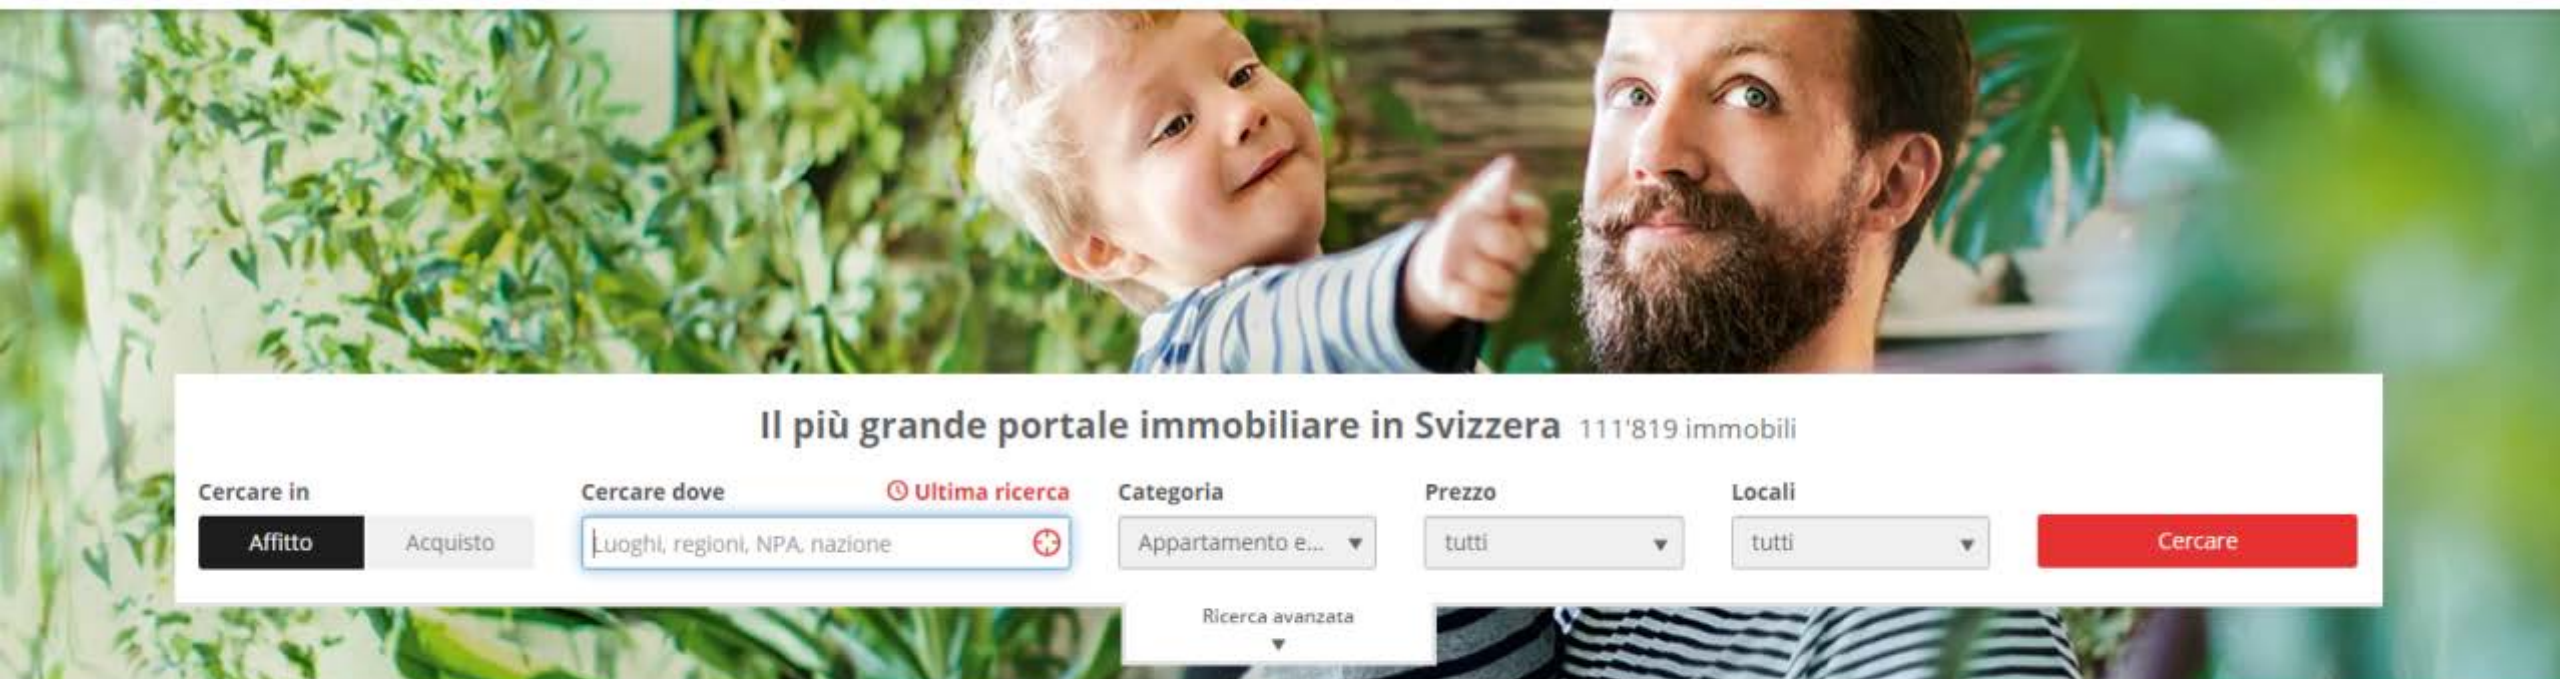 Il più grande portale immobiliare in Svizzera 111'819 immobili
Cercare in
Affitto
Acquisto
Cercare dove
Ultima ricerca
Luoghi, regioni, NPA, nazione
Categoria
Appartamento e...
Prezzo
tutti
Locali
tutti
Cercare
Ricerca avanzata